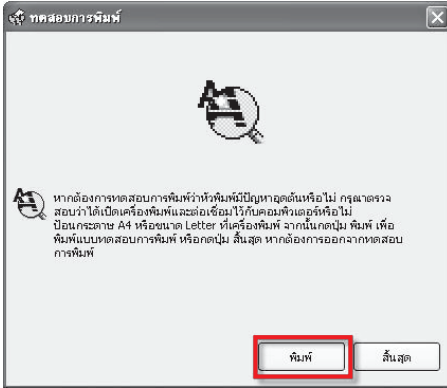 ทดสอบการพิมพ์
หากต้องการทดสอบการพิมพ์ว่าหัวพิมพ์มีปัญหาอุดตันหรือไม่ กรุณาตรวจ
สอบว่าได้เปิดเครื่องพิมพ์และต่อเชื่อมไว้กับคอมพิวเตอร์หรือไม่
ป้อนกระดาษ A4 หรือขนาด Letter ที่เครื่องพิมพ์ จากนั้นกดปุ่ม พิมพ์ เพื่อ
พิมพ์แบบทดสอบการพิมพ์ หรือกดปุ่ม สิ้นสุด หากต้องการออกจากทดสอบ
การพิมพ์
พิมพ์
สิ้นสุด